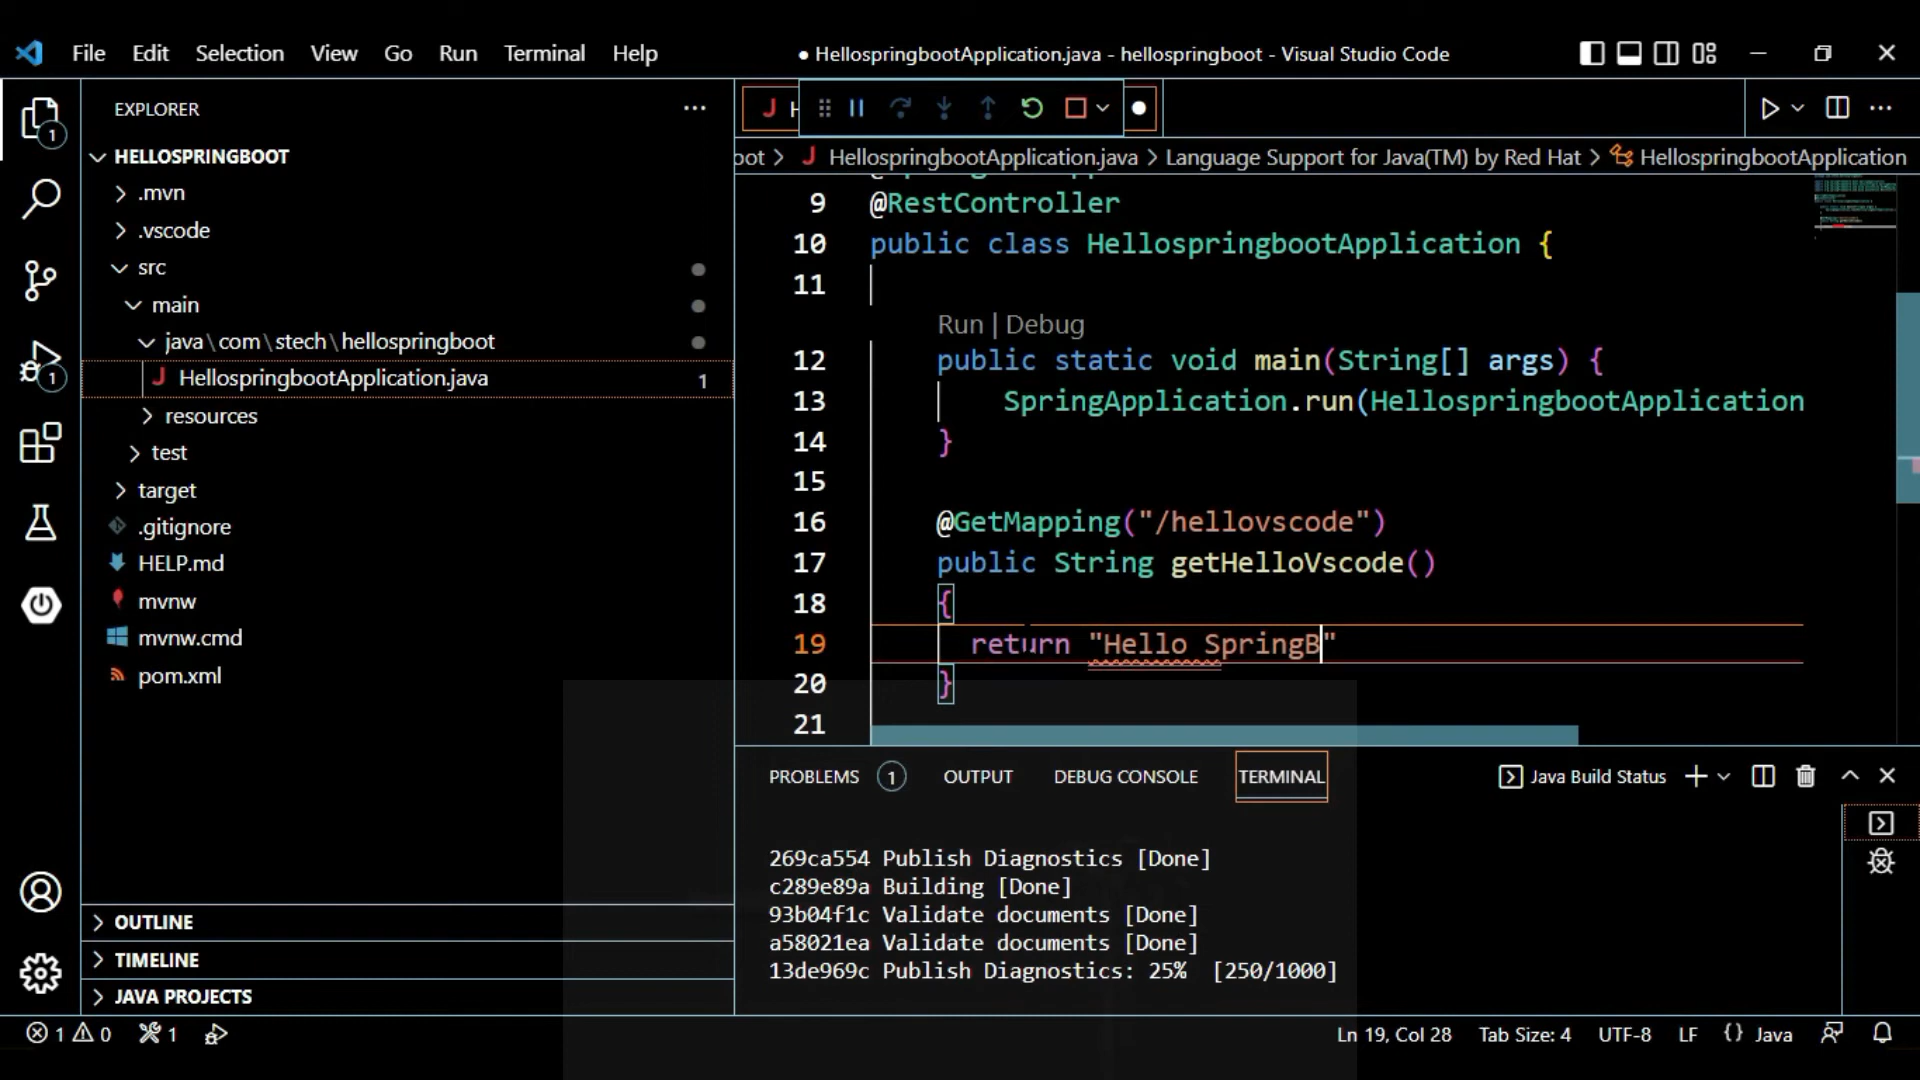 File Edit Selection View Go Run Terminal Help
● HellospringbootApplication.java - hellospringboot - Visual Studio Code
EXPLORER
HELLOSPRINGBOOT
.mvn
.vscode
src
main
java\com\stech\hellospringboot
HellospringbootApplication.java 1
resources
test
target
.gitignore
HELP.md
mvnw
mvnw.cmd
pom.xml
OUTLINE
TIMELINE
JAVA PROJECTS
1
1
J H
oot > J HellospringbootApplication.java > Language Support for Java(TM) by Red Hat > HellospringbootApplication
9 @RestController
10 public class HellospringbootApplication {
11
Run | Debug
12 public static void main(String[] args) {
13 SpringApplication.run(HellospringbootApplication
14 }
15
16 @GetMapping("/hellovscode")
17 public String getHelloVscode()
18 {
19 return "Hello SpringB"
20 }
21
PROBLEMS 1 OUTPUT DEBUG CONSOLE TERMINAL Java Build Status
269ca554 Publish Diagnostics [Done]
c289e89a Building [Done]
93b04f1c Validate documents [Done]
a58021ea Validate documents [Done]
13de969c Publish Diagnostics: 25% [250/1000]
1 0 1 Ln 19, Col 28 Tab Size: 4 UTF-8 LF {} Java